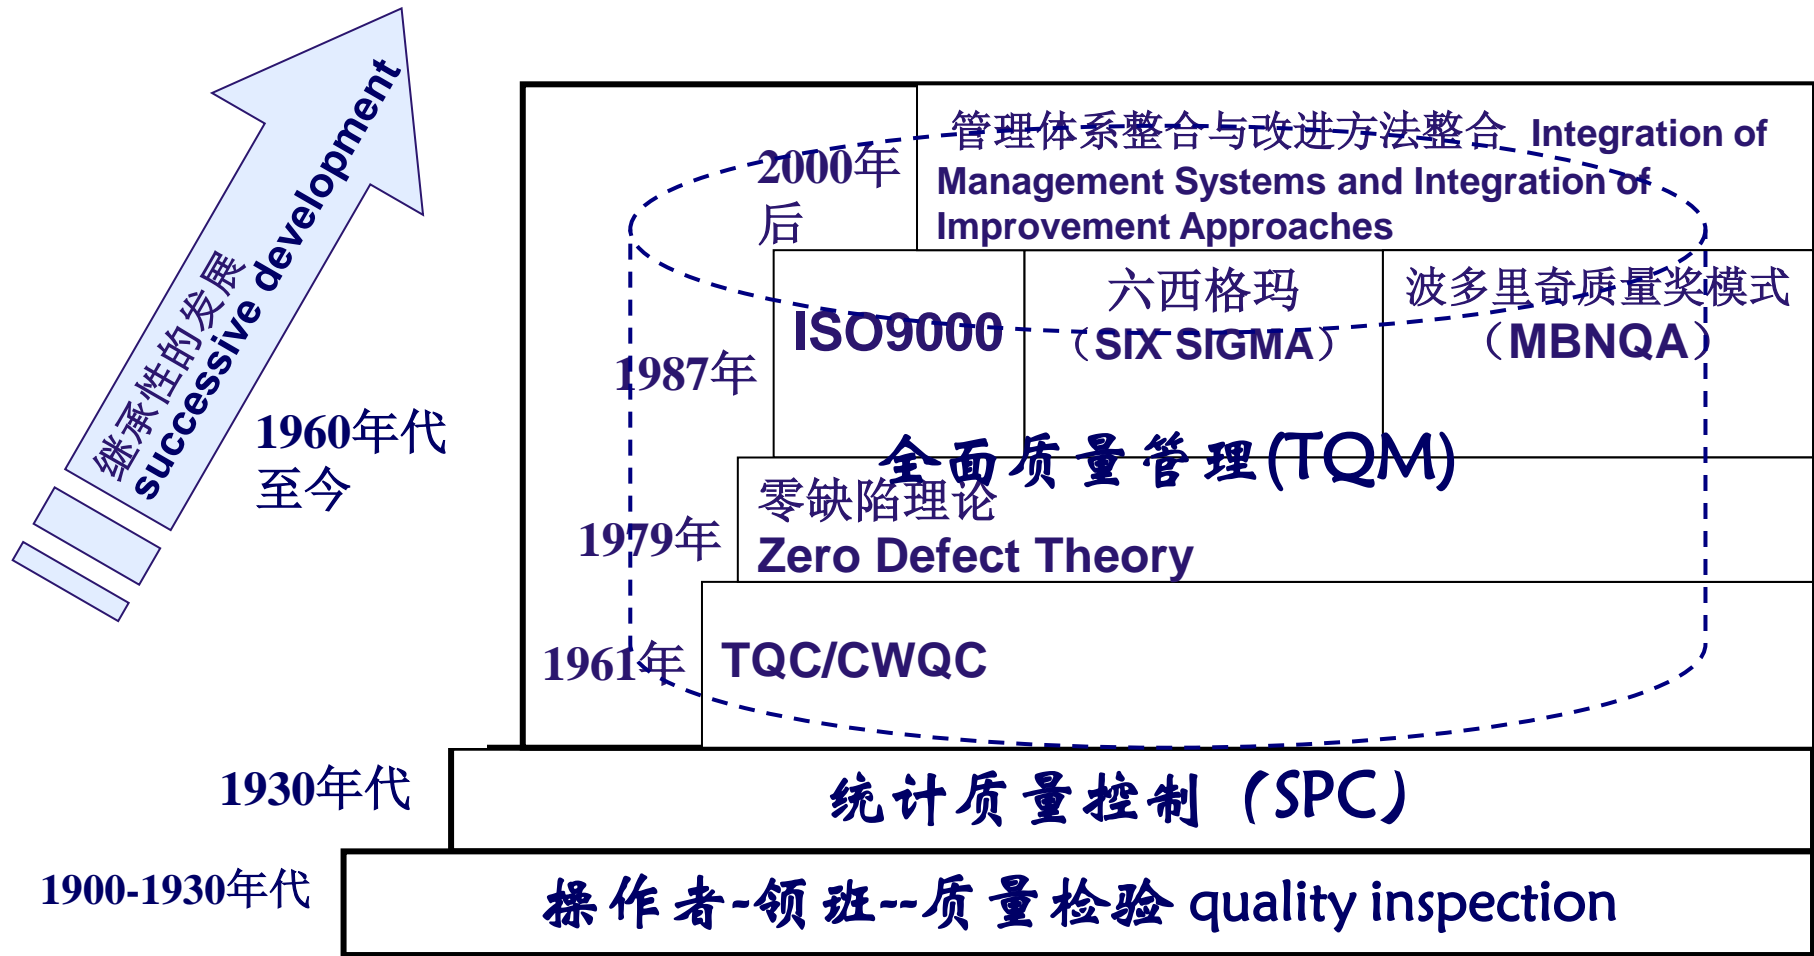 继承性的发展
successive development
2000年
后
管理体系整合与改进方法整合 Integration of
Management Systems and Integration of
Improvement Approaches
1987年
ISO9000
六西格玛
（SIX SIGMA）
波多里奇质量奖模式
（MBNQA）
1960年代
至今
全面质量管理(TQM)
1979年
零缺陷理论
Zero Defect Theory
1961年
TQC/CWQC
1930年代
统计质量控制（SPC）
1900-1930年代
操作者-领班--质量检验 quality inspection